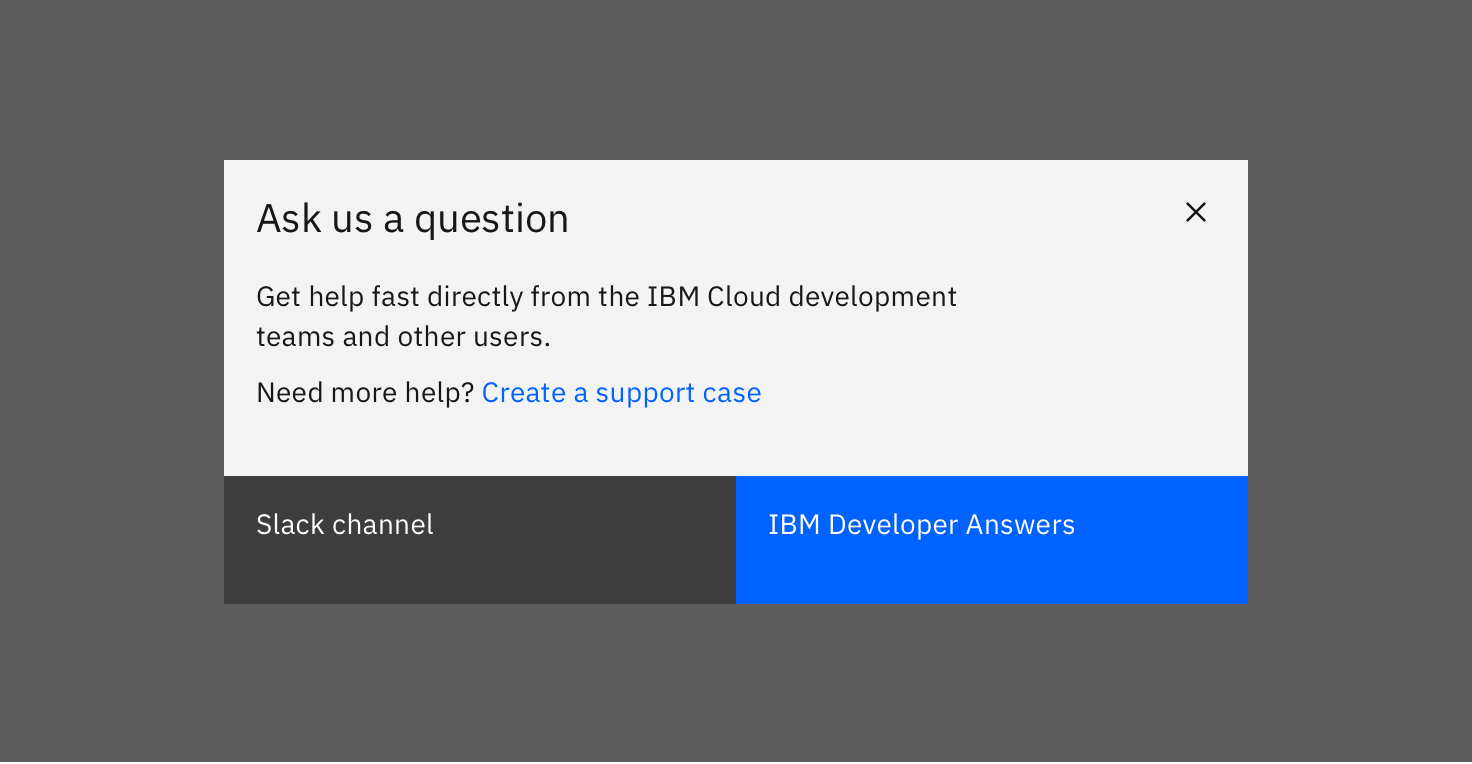 Ask us a question
Get help fast directly from the IBM Cloud development
teams and other users.
Need more help? Create a support case
Slack channel
IBM Developer Answers